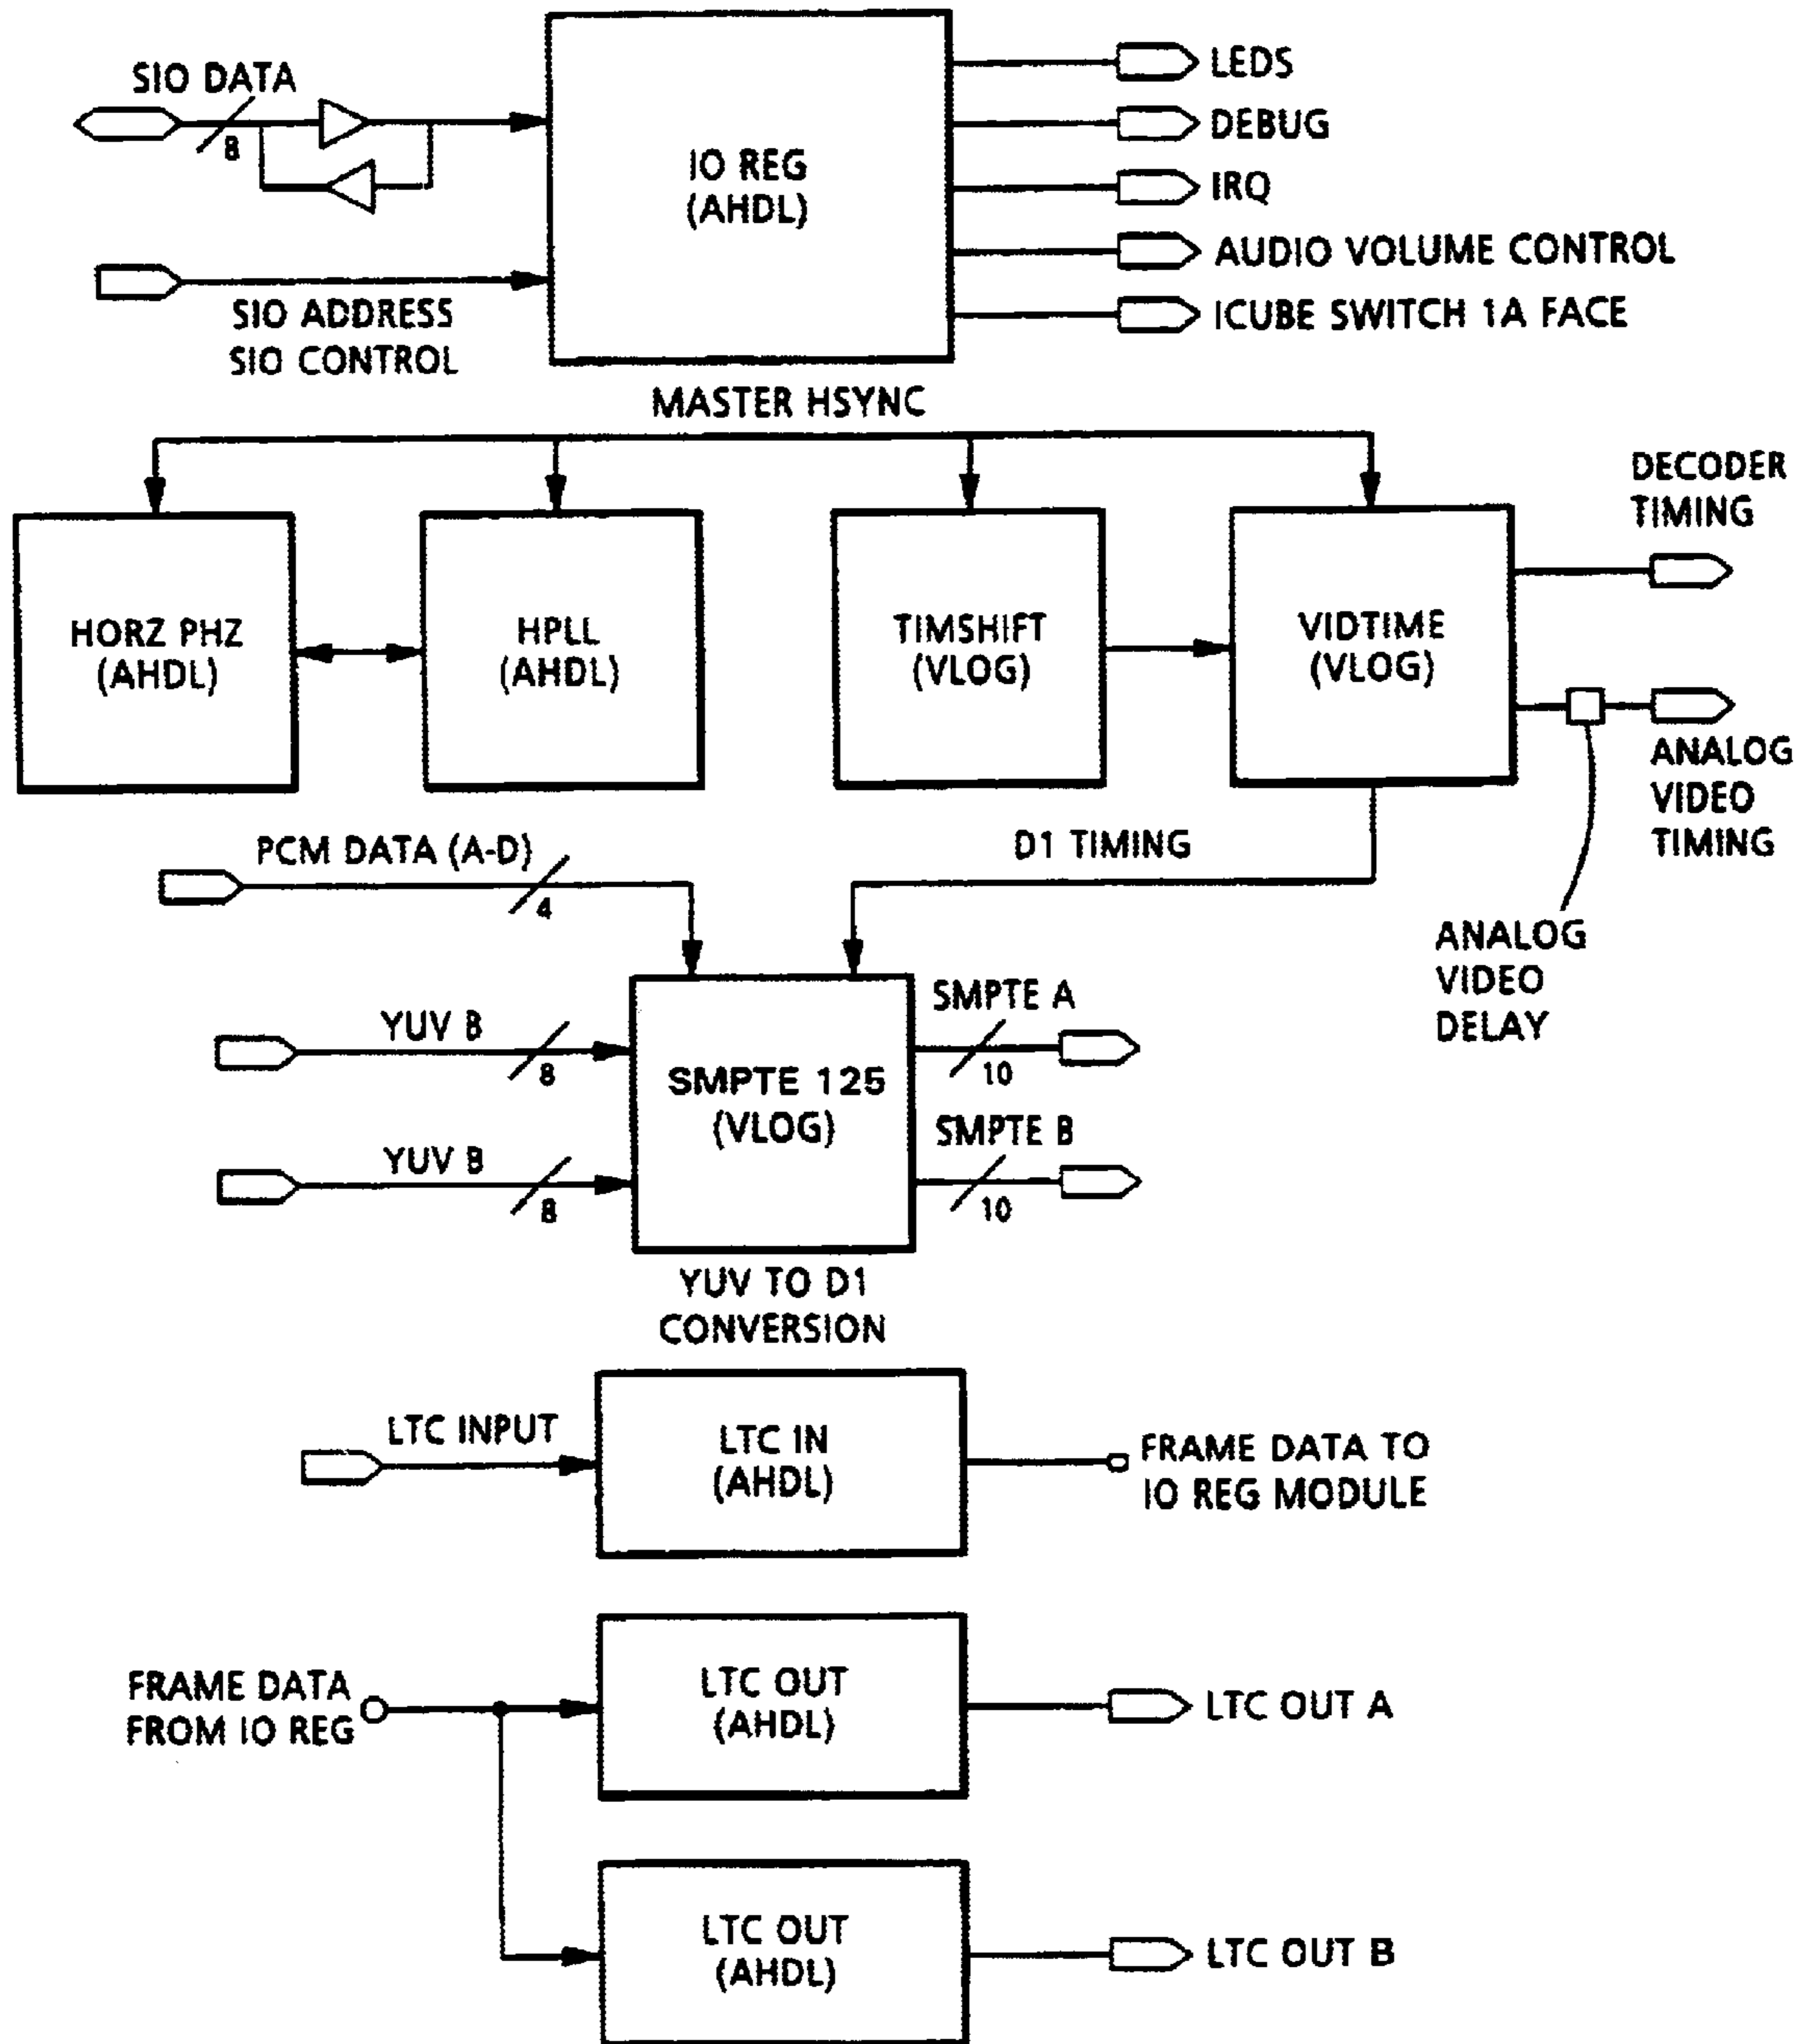 SIO DATA
8
SIO ADDRESS
SIO CONTROL
IO REG
(AHDL)
LEDS
DEBUG
IRQ
AUDIO VOLUME CONTROL
ICUBE SWITCH 1A FACE
MASTER HSYNC
HORZ PHZ
(AHDL)
HPLL
(AHDL)
TIMSHIFT
(VLOG)
VIDTIME
(VLOG)
DECODER
TIMING
ANALOG
VIDEO
TIMING
ANALOG
VIDEO
DELAY
PCM DATA (A-D)
4
D1 TIMING
YUV B
8
YUV B
8
SMPTE 125
(VLOG)
SMPTE A
10
SMPTE B
10
YUV TO D1
CONVERSION
LTC INPUT
LTC IN
(AHDL)
FRAME DATA TO
IO REG MODULE
FRAME DATA
FROM IO REG
LTC OUT
(AHDL)
LTC OUT A
LTC OUT
(AHDL)
LTC OUT B